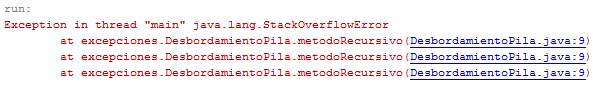 run:
Exception in thread "main" java.lang.StackOverflowError
at excepciones.DesbordamientoPila.metodoRecursivo(DesbordamientoPila.java:9)
at excepciones.DesbordamientoPila.metodoRecursivo(DesbordamientoPila.java:9)
at excepciones.DesbordamientoPila.metodoRecursivo(DesbordamientoPila.java:9)